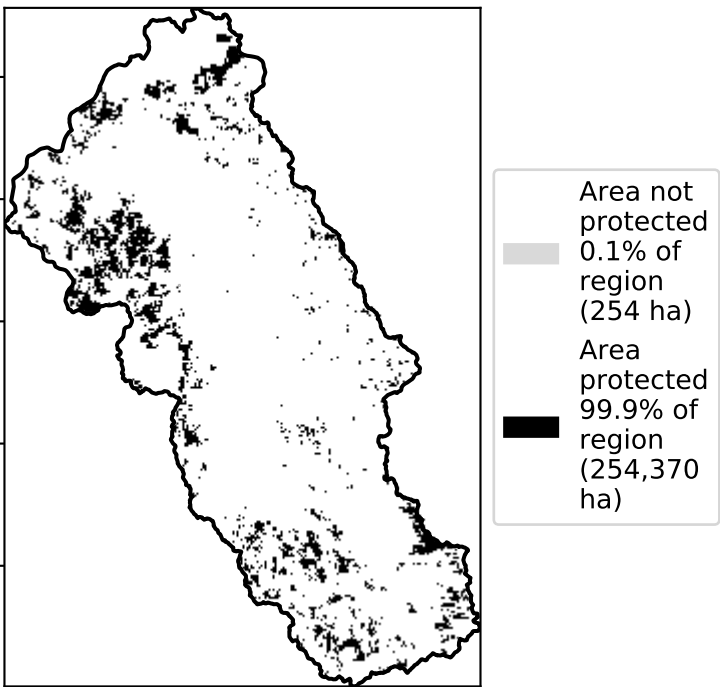 Area not
protected
0.1% of
region
(254 ha)
Area
protected
99.9% of
region
(254,370
ha)